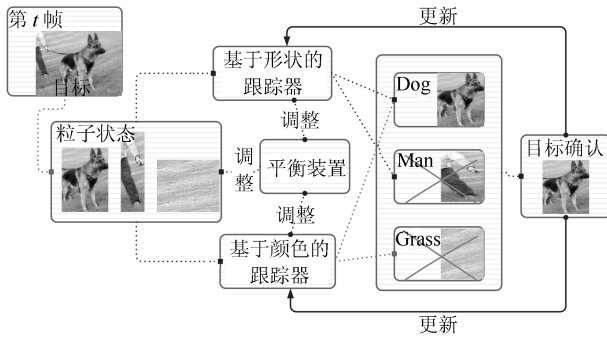 第 t 帧
目标
粒子状态
基于形状的
跟踪器
调整
调
整
平衡装置
调整
基于颜色的
跟踪器
更新
Dog
Man
Grass
目标确认
更新